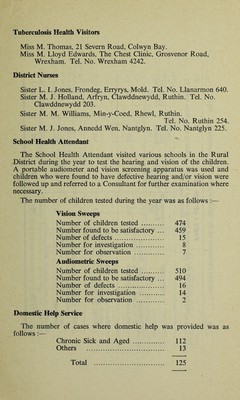 Tuberculosis Health Visitors
Miss M. Thomas, 21 Severn Road, Colwyn Bay.
Miss M. Lloyd Edwards, The Chest Clinic, Grosvenor Road,
Wrexham. Tel. No. Wrexham 4242.
District Nurses
Sister L. I. Jones, Frondeg, Erryrys, Mold. Tel. No. Llanarmon 640.
Sister M. J. Holland, Arfryn, Clawddnewydd, Ruthin. Tel. No.
Clawddnewydd 203.
Sister M. M. Williams, Min-y-Coed, Rhewl, Ruthin.
Tel. No. Ruthin 254
Sister M. J. Jones, Annedd Wen, Nantglyn. Tel. No. Nantglyn 225.
School Health Attendant
The School Health Attendant visited various schools in the Rural
District during the year to test the hearing and vision of the children.
A portable audiometer and vision screening apparatus was used and
children who were found to have defective hearing and/or vision were
followed up and referred to a Consultant for further examination where
necessary.
The number of children tested during the year was as follows :—
Vision Sweeps
Number of children tested ........... 474
Number found to be satisfactory ... 459
Number of defects .................... 15
Number for investigation ............ 8
Number for observation ............. 7
Audiometric Sweeps
Number of children tested ........... 510
Number found to be satisfactory ... 494
Number of defects .................... 16
Number for investigation ............ 14
Number for observation ............. 2
Domestic Help Service
The number of cases where domestic help was provided was as
follows :—
Chronic Sick and Aged ............. 112
Others ................................ 13
Total ................................ 125